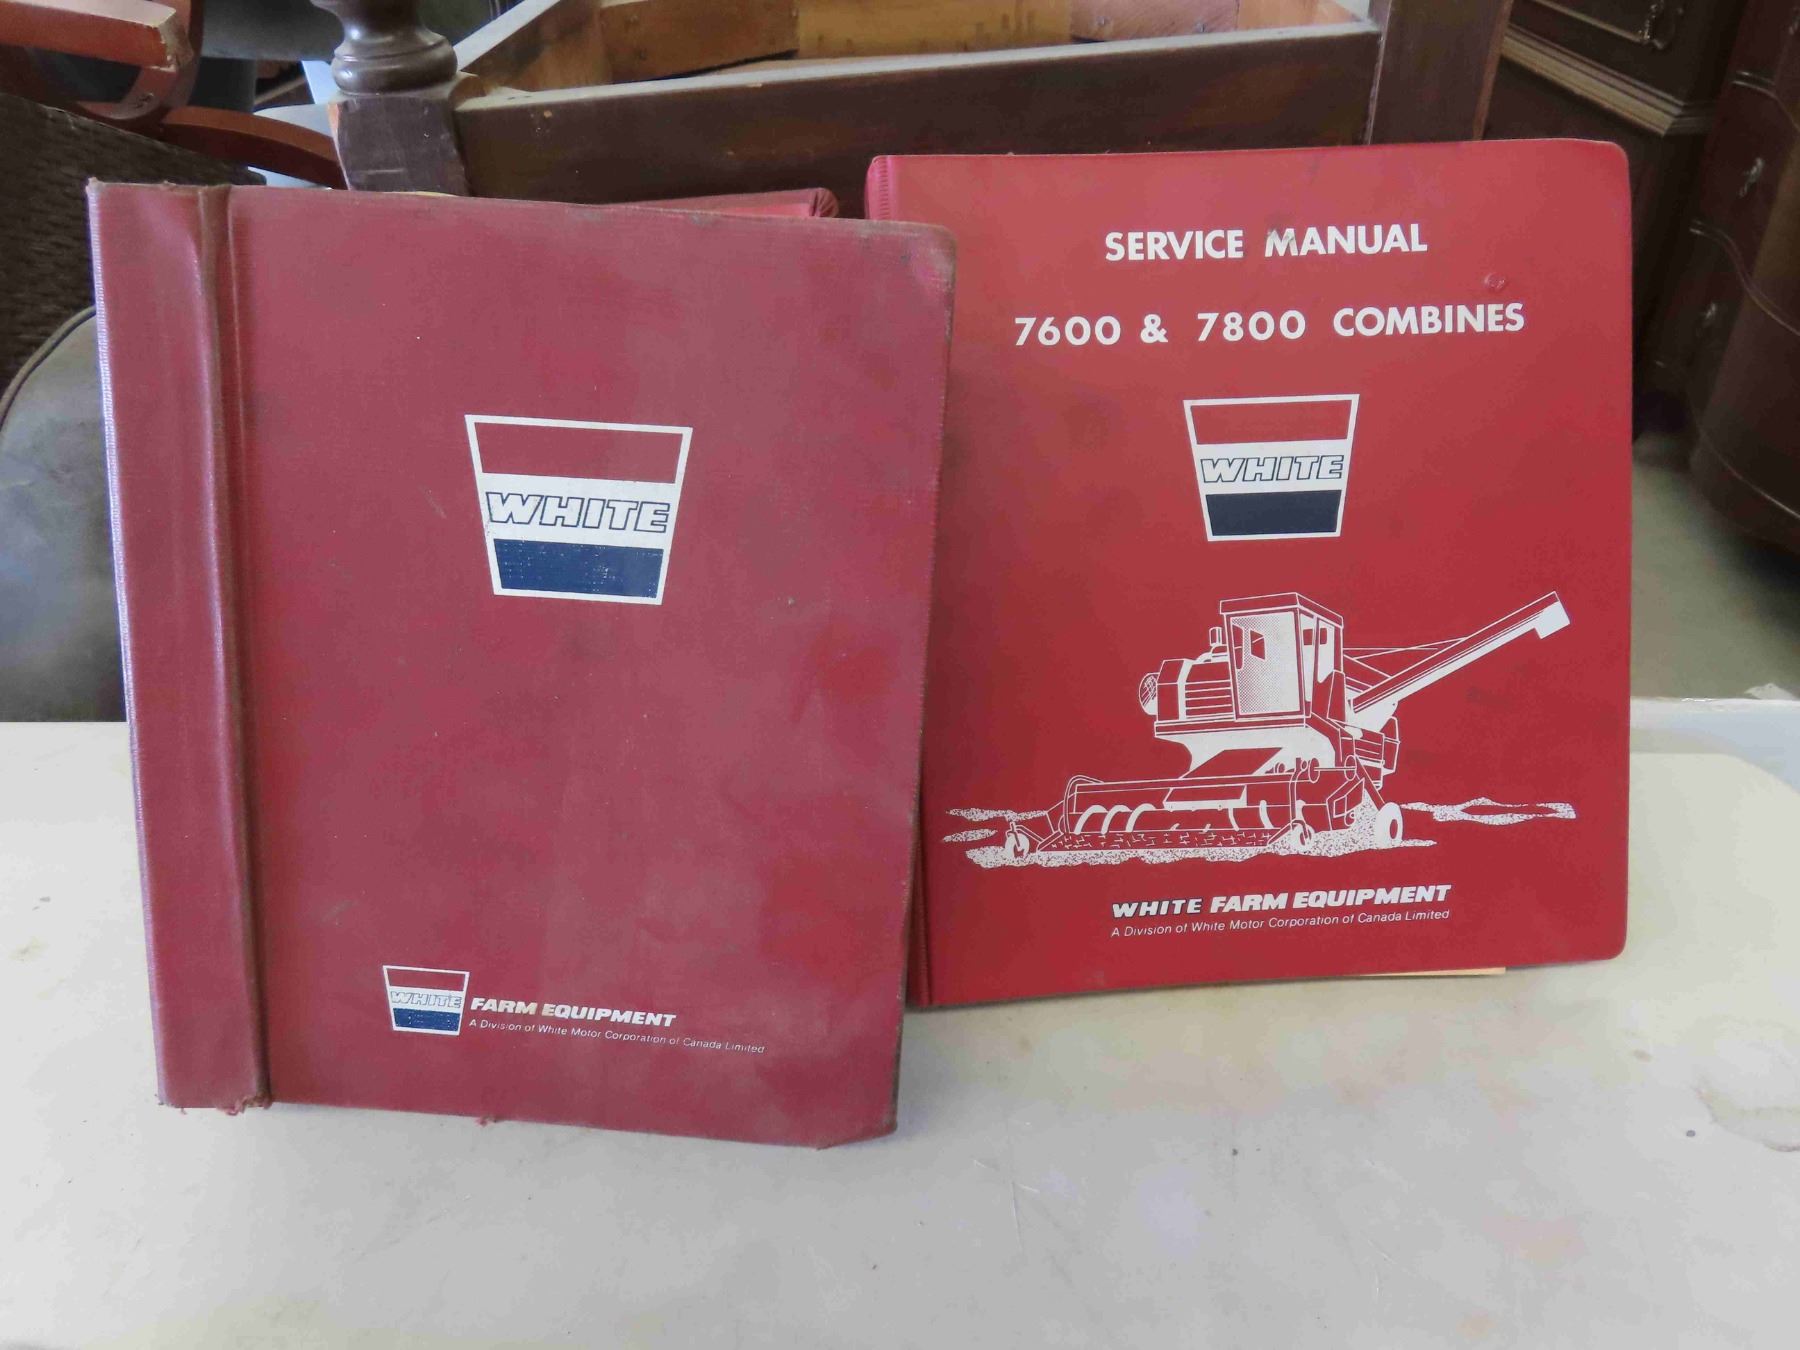 WHITE
WHITE FARM EQUIPMENT
A Division of White Motor Corporation of Canada Limited
SERVICE MANUAL
7600 & 7800 COMBINES
WHITE
WHITE FARM EQUIPMENT
A Division of White Motor Corporation of Canada Limited